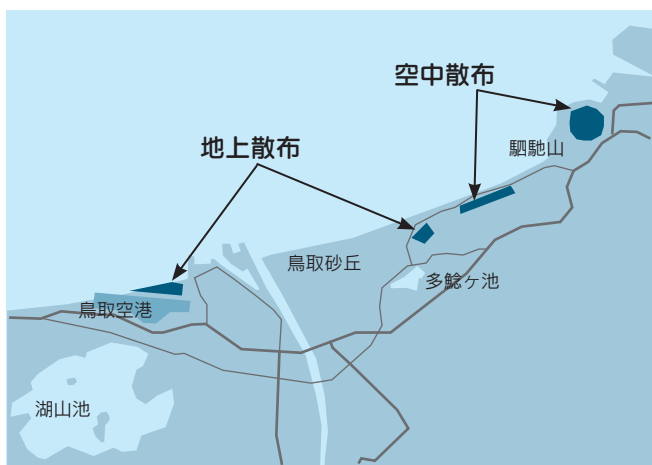 空中散布
地上散布
駟馳山
鳥取砂丘
多鯰ヶ池
鳥取空港
湖山池